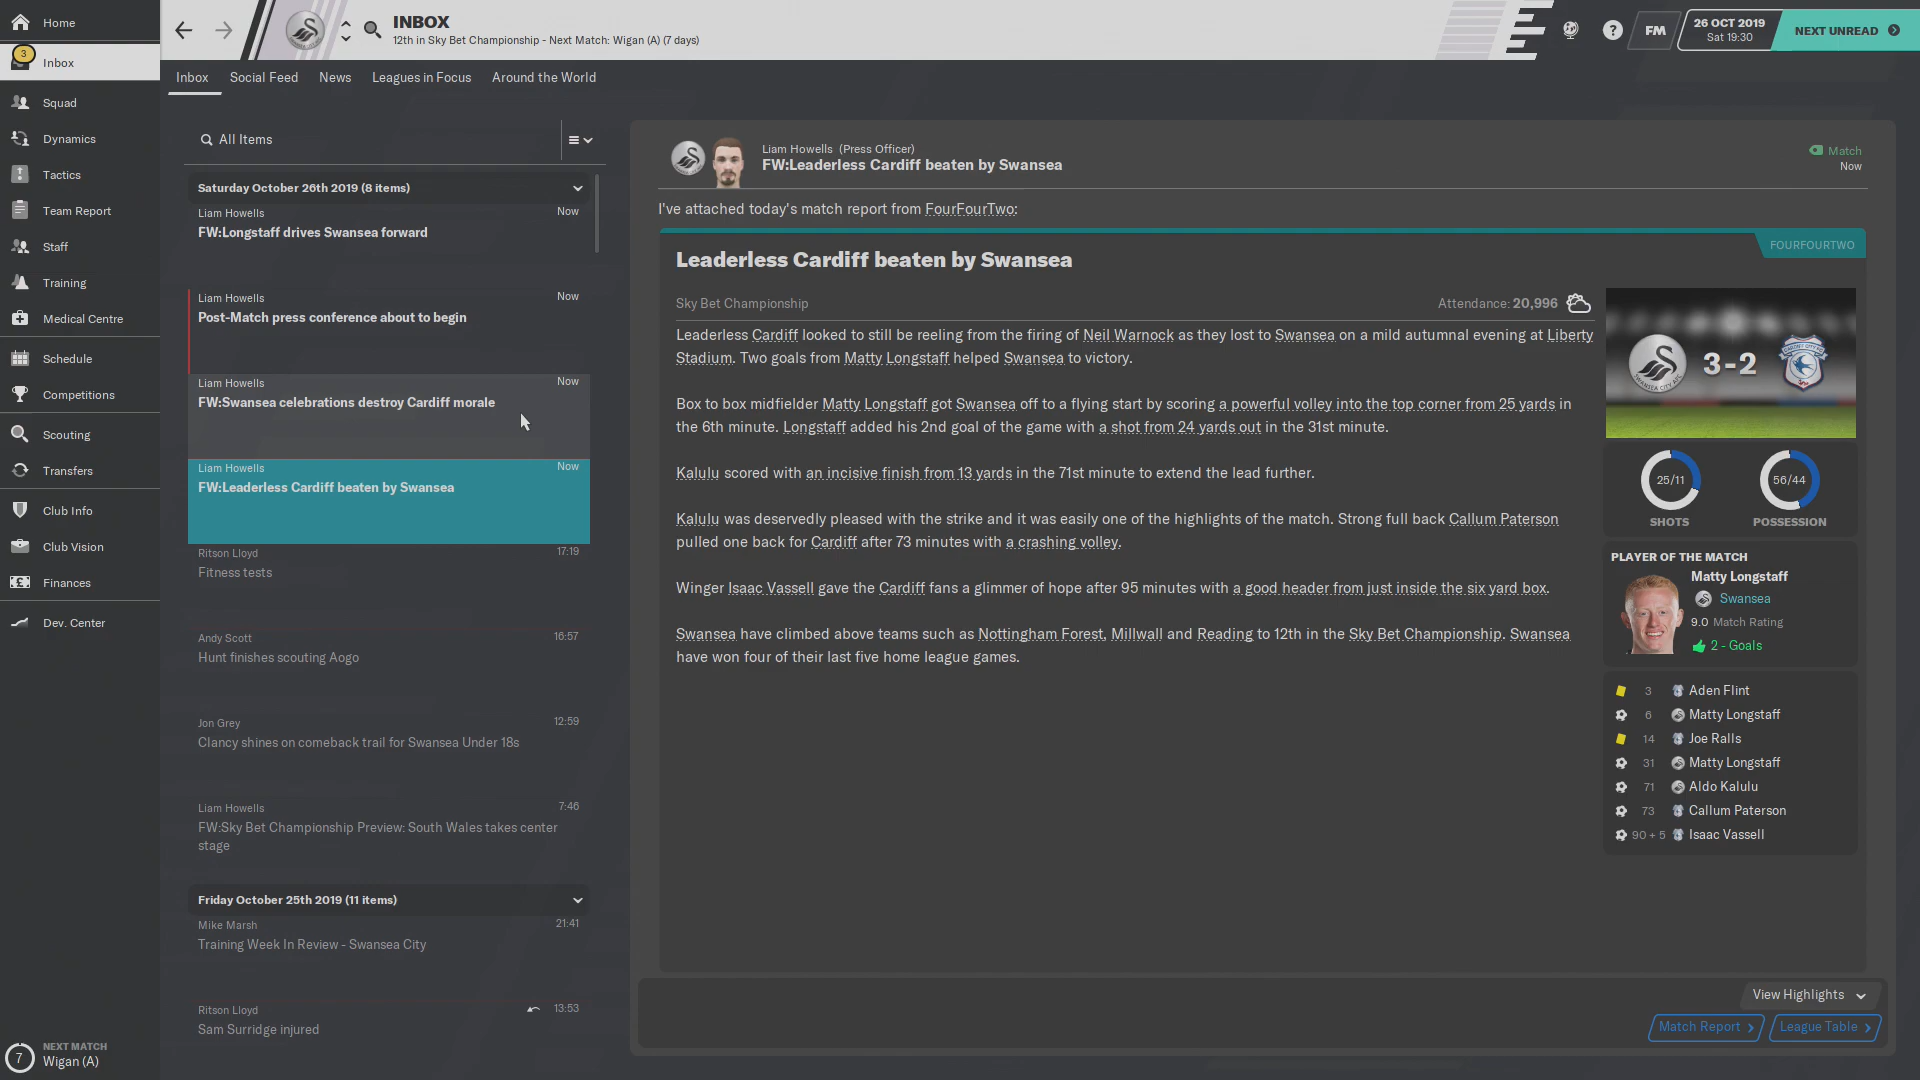 Home
Inbox
3
Squad
Dynamics
Tactics
Team Report
Staff
Training
Medical Centre
Schedule
Competitions
Scouting
Transfers
Club Info
Club Vision
Finances
Dev. Center
7
NEXT MATCH
Wigan (A)
INBOX
12th in Sky Bet Championship - Next Match: Wigan (A) (7 days)
?
FM
26 OCT 2019
Sat 19:30
NEXT UNREAD
Inbox
Social Feed
News
Leagues in Focus
Around the World
All Items
Saturday October 26th 2019 (8 items)
Liam Howells
Now
FW:Longstaff drives Swansea forward
Liam Howells
Now
Post-Match press conference about to begin
Liam Howells
Now
FW:Swansea celebrations destroy Cardiff morale
Liam Howells
Now
FW:Leaderless Cardiff beaten by Swansea
Ritson Lloyd
17:19
Fitness tests
Andy Scott
16:57
Hunt finishes scouting Aogo
Jon Grey
12:59
Clancy shines on comeback trail for Swansea Under 18s
Liam Howells
7:46
FW:Sky Bet Championship Preview: South Wales takes center
stage
Friday October 25th 2019 (11 items)
Mike Marsh
21:41
Training Week In Review - Swansea City
Ritson Lloyd
13:53
Sam Surridge injured
Liam Howells (Press Officer)
FW:Leaderless Cardiff beaten by Swansea
Match
Now
I've attached today's match report from FourFourTwo:
FOURFOURTWO
Leaderless Cardiff beaten by Swansea
Sky Bet Championship
Attendance: 20,996
Leaderless Cardiff looked to still be reeling from the firing of Neil Warnock as they lost to Swansea on a mild autumnal evening at Liberty
Stadium. Two goals from Matty Longstaff helped Swansea to victory.
Box to box midfielder Matty Longstaff got Swansea off to a flying start by scoring a powerful volley into the top corner from 25 yards in
the 6th minute. Longstaff added his 2nd goal of the game with a shot from 24 yards out in the 31st minute.
Kalulu scored with an incisive finish from 13 yards in the 71st minute to extend the lead further.
Kalulu was deservedly pleased with the strike and it was easily one of the highlights of the match. Strong full back Callum Paterson
pulled one back for Cardiff after 73 minutes with a crashing volley.
Winger Isaac Vassell gave the Cardiff fans a glimmer of hope after 95 minutes with a good header from just inside the six yard box.
Swansea have climbed above teams such as Nottingham Forest, Millwall and Reading to 12th in the Sky Bet Championship. Swansea
have won four of their last five home league games.
3-2
25/11
SHOTS
56/44
POSSESSION
PLAYER OF THE MATCH
Matty Longstaff
Swansea
9.0 Match Rating
2 - Goals
3 Aden Flint
6 Matty Longstaff
14 Joe Ralls
31 Matty Longstaff
71 Aldo Kalulu
73 Callum Paterson
90 + 5 Isaac Vassell
View Highlights
Match Report
League Table